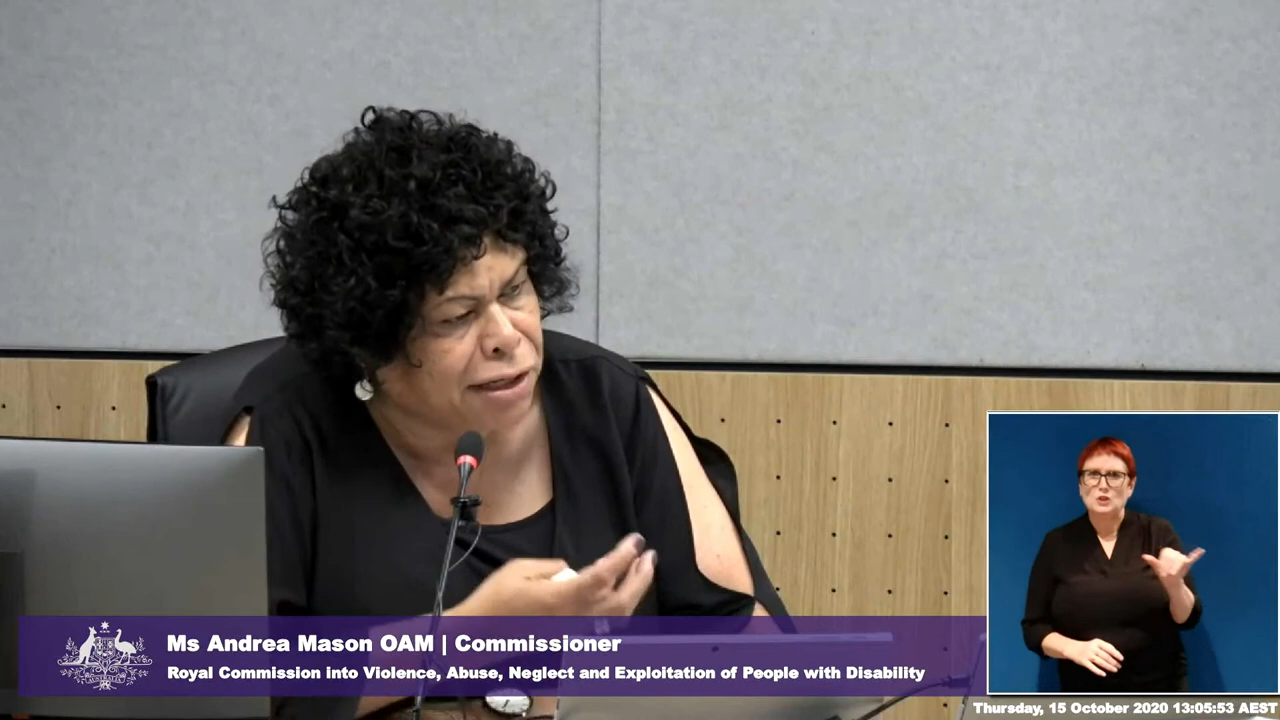 Ms Andrea Mason OAM | Commissioner
Royal Commission into Violence, Abuse, Neglect and Exploitation of People with Disability
AUSTRALIA
Thursday, 15 October 2020 13:05:53 AEST